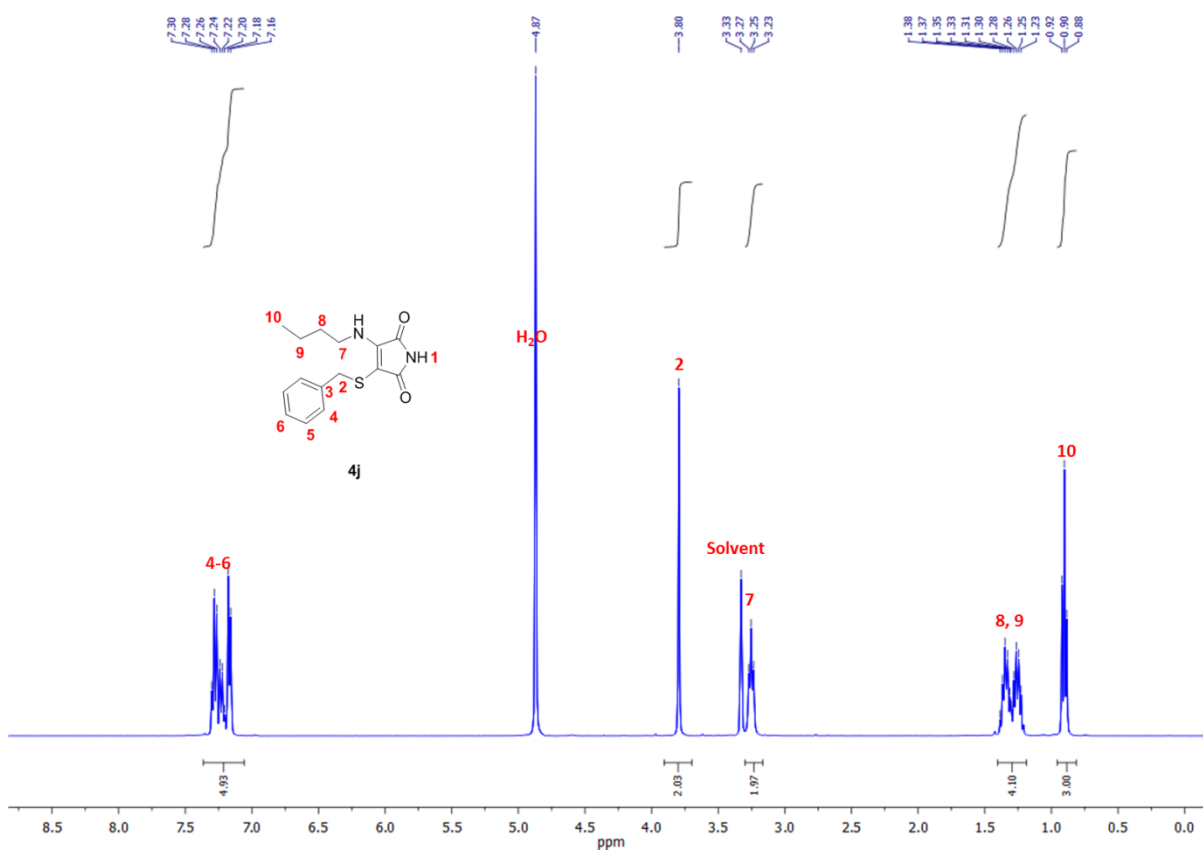 7.30 7.28 7.26 7.24 7.22 7.20 7.18 7.16 4.87 3.80 3.33 3.27 3.25 3.23 1.38 1.37 1.35 1.33 1.31 1.30 1.28 1.26 1.25 1.23 0.92 0.90 0.88
10 8 H N O
9 7 NH 1
3 2 S O
4
6 5
4j
H₂O
2
10
4-6
Solvent
7
8, 9
4.93 2.03 1.97 4.10 3.00
8.5 8.0 7.5 7.0 6.5 6.0 5.5 5.0 4.5 4.0 3.5 3.0 2.5 2.0 1.5 1.0 0.5 0.0
ppm